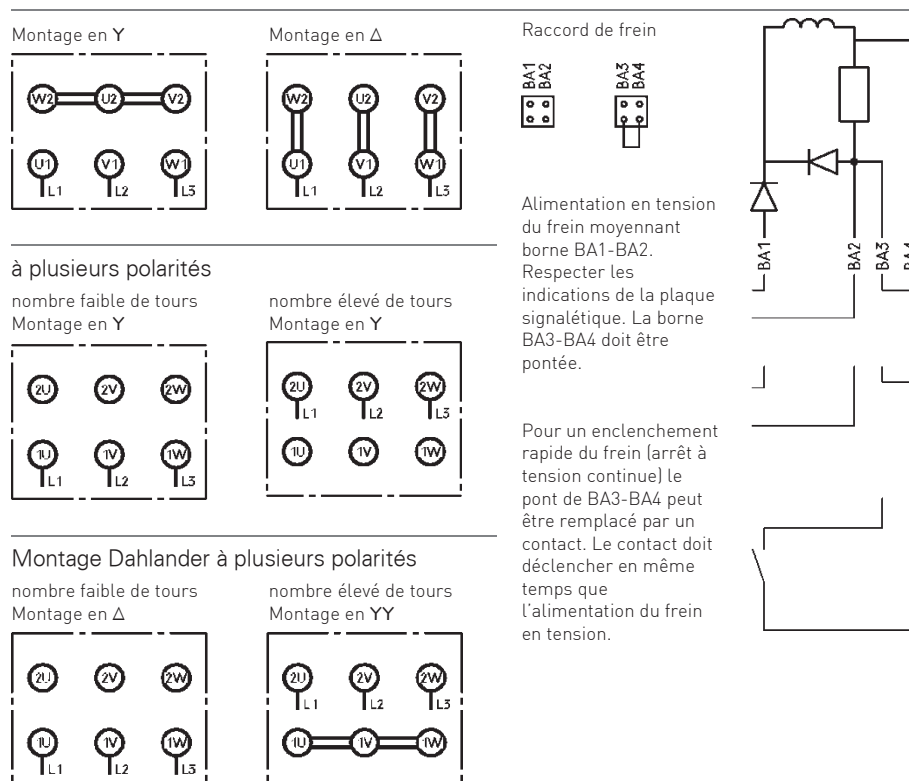 Montage en Y
W2 U2 V2
U1 V1 W1
L1 L2 L3
Montage en Δ
W2 U2 V2
U1 V1 W1
L1 L2 L3
à plusieurs polarités
nombre faible de tours
Montage en Y
2U 2V 2W
1U 1V 1W
L1 L2 L3
nombre élevé de tours
Montage en Y
2U 2V 2W
L1 L2 L3
1U 1V 1W
Montage Dahlander à plusieurs polarités
nombre faible de tours
Montage en Δ
2U 2V 2W
1U 1V 1W
L1 L2 L3
nombre élevé de tours
Montage en YY
2U 2V 2W
L1 L2 L3
1U 1V 1W
Raccord de frein
BA1
BA2
BA3
BA4
Alimentation en tension
du frein moyennant
borne BA1-BA2.
Respecter les
indications de la plaque
signalétique. La borne
BA3-BA4 doit être
pontée.
Pour un enclenchement
rapide du frein (arrêt à
tension continue) le
pont de BA3-BA4 peut
être remplacé par un
contact. Le contact doit
déclencher en même
temps que
l'alimentation du frein
en tension.
BA1
BA2
BA3